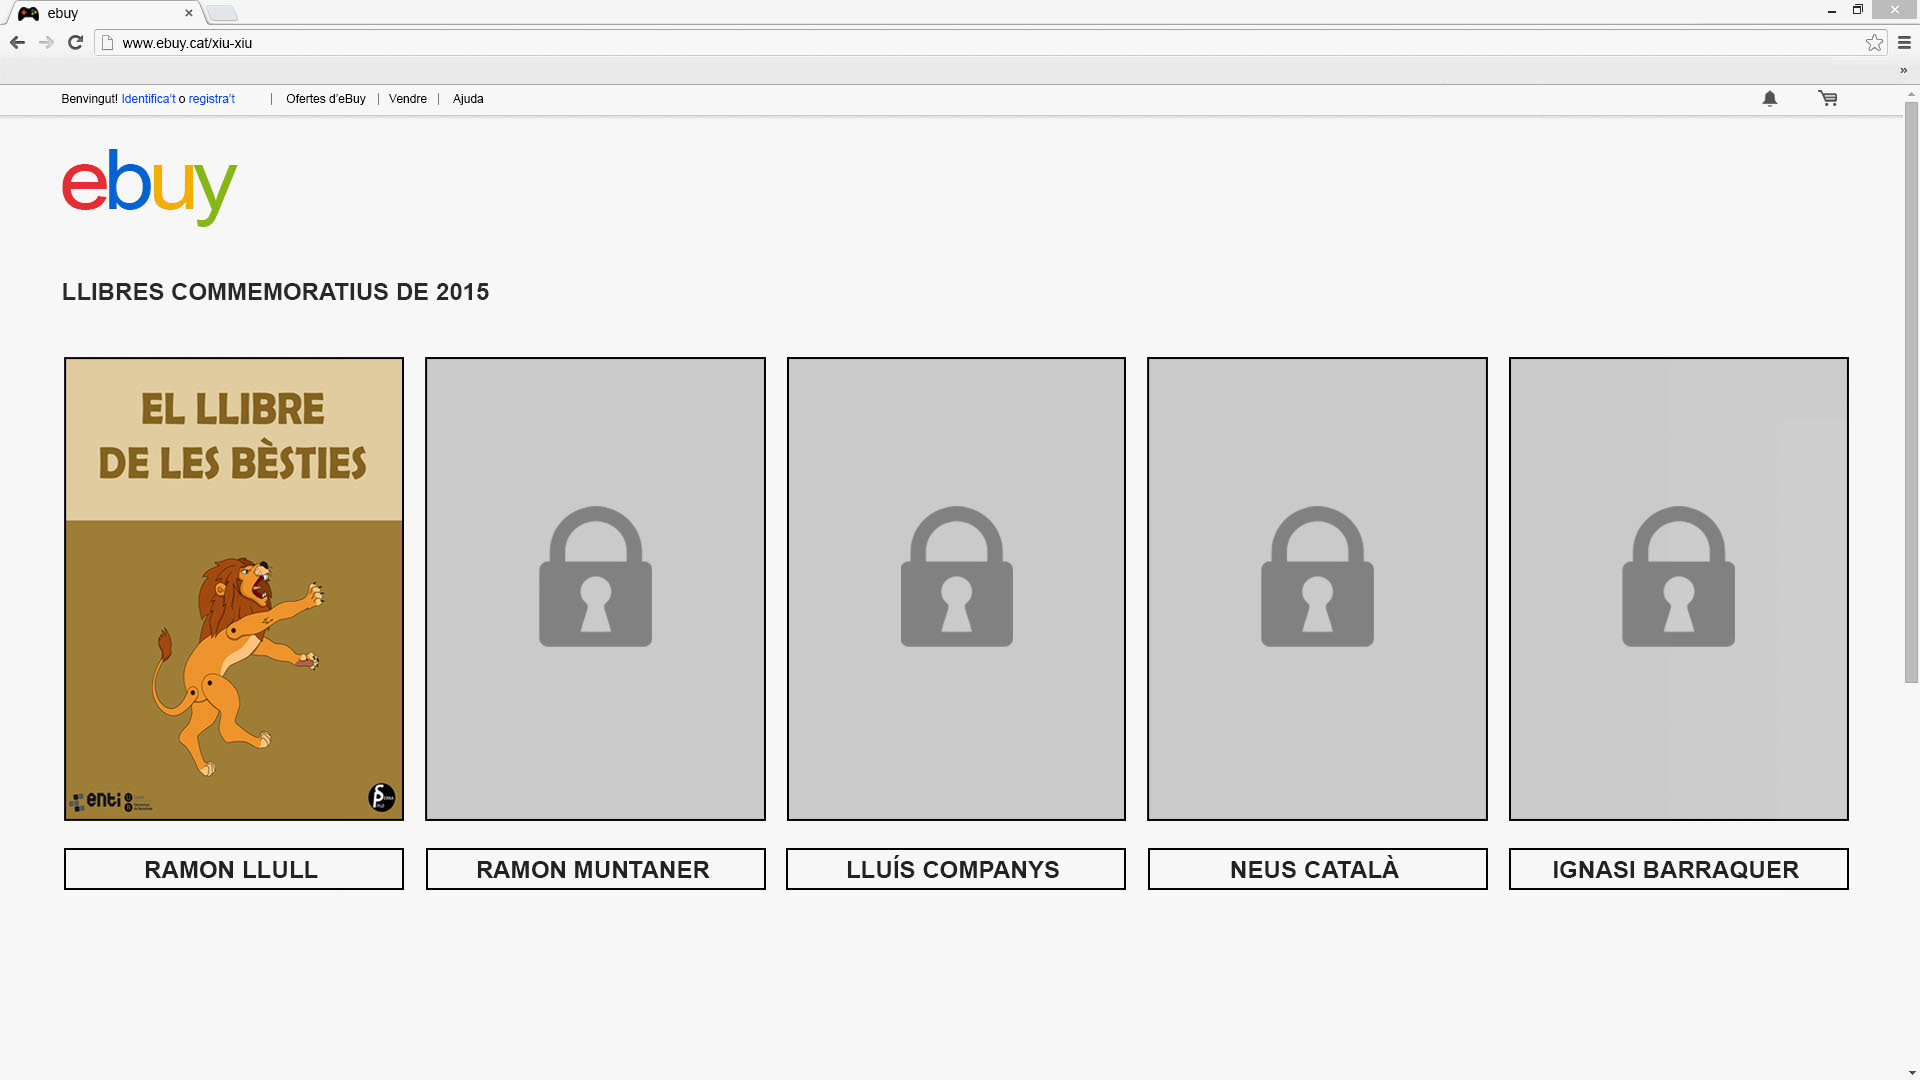 ebuy
www.ebuy.cat/xiu-xiu
Benvingut! Identifica't o registra't | Ofertes d'eBuy | Vendre | Ajuda
ebuy
LLIBRES COMMEMORATIUS DE 2015
EL LLIBRE
DE LES BÈSTIES
enti
RAMON LLULL
RAMON MUNTANER
LLUÍS COMPANYS
NEUS CATALÀ
IGNASI BARRAQUER